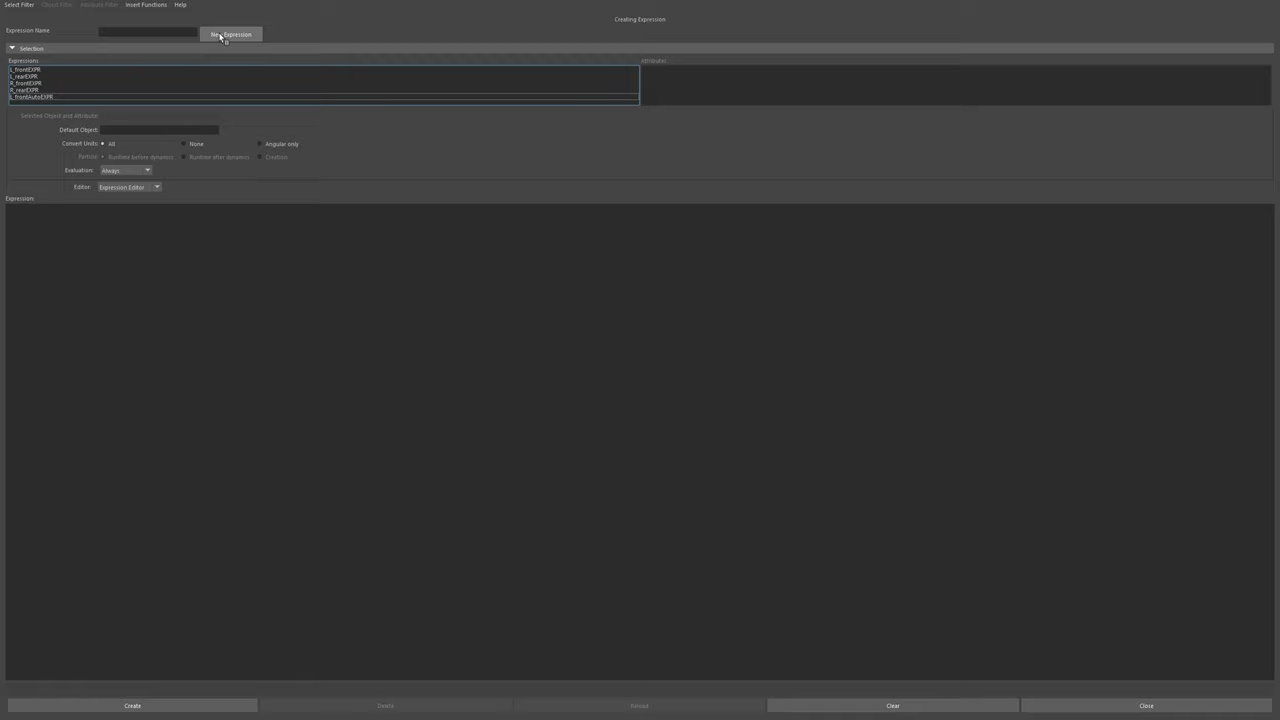 Select Filter Object Filter Attribute Filter Insert Functions Help
Creating Expression
Expression Name New Expression
Selection
Expressions Attributes
L_frontEXPR
L_rearEXPR
R_frontEXPR
R_rearEXPR
L_frontAutoEXPR
Selected Object and Attribute:
Default Object:
Convert Units: All None Angular only
Particle: Runtime before dynamics Runtime after dynamics Creation
Evaluation: Always
Editor: Expression Editor
Expression:
Create Delete Reload Clear Close